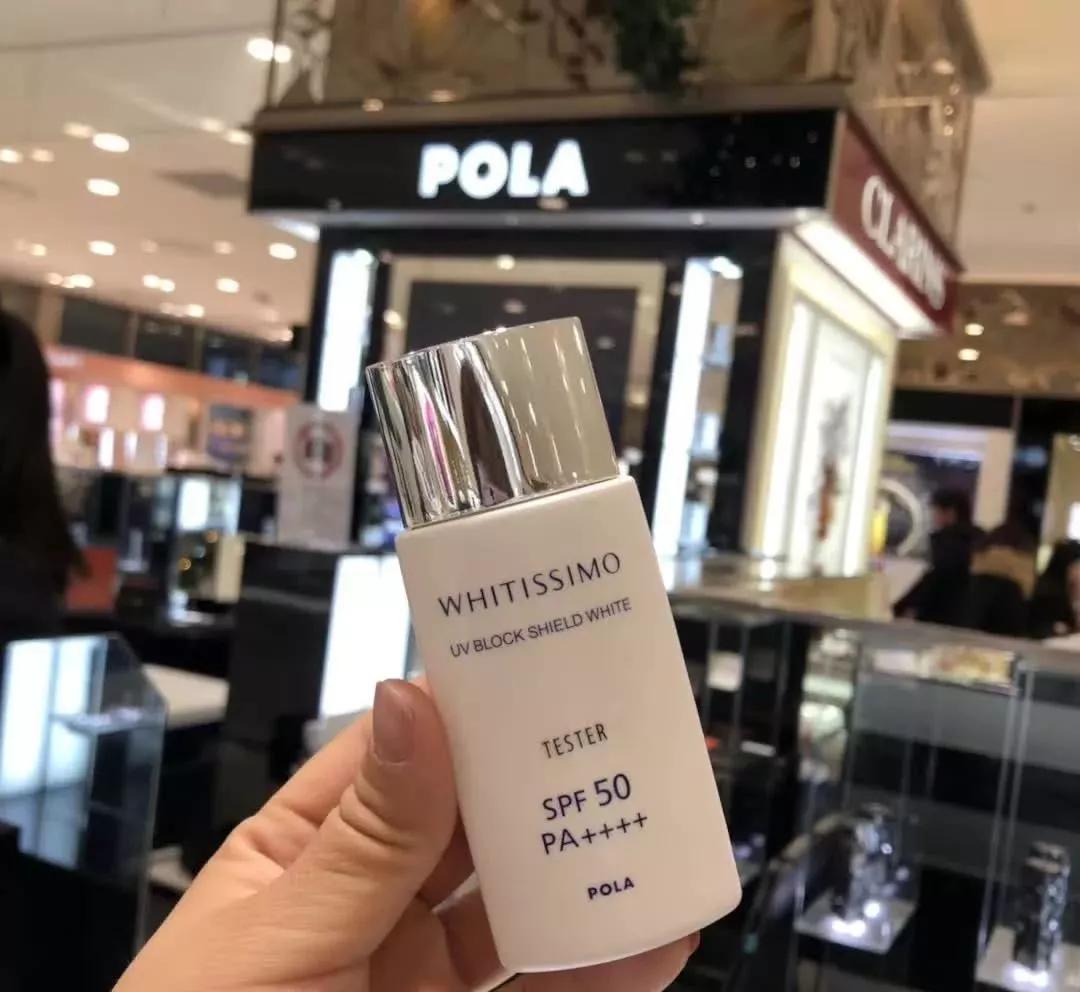 POLA
CLARINS
WHITISSIMO
UV BLOCK SHIELD WHITE
TESTER
SPF 50
PA++++
POLA